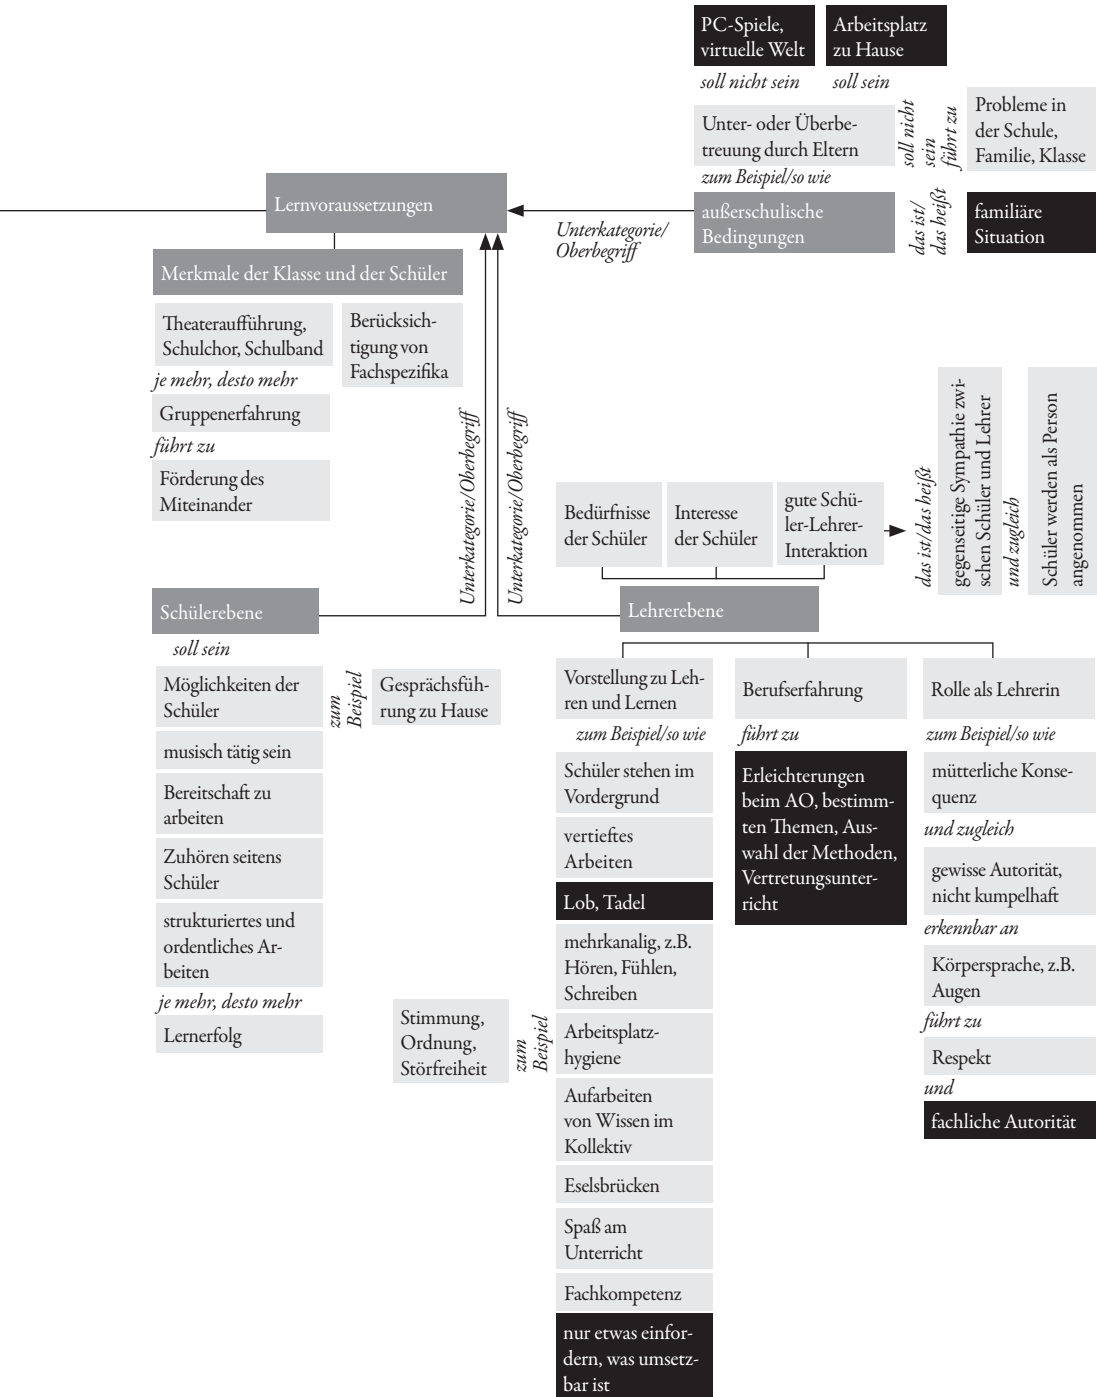 PC-Spiele,
virtuelle Welt
Arbeitsplatz
zu Hause
soll nicht sein
soll sein
Unter- oder Überbe-
treuung durch Eltern
soll nicht
sein
führt zu
Probleme in
der Schule,
Familie, Klasse
zum Beispiel/so wie
außerschulische
Bedingungen
das ist/
das heißt
familiäre
Situation
Unterkategorie/
Oberbegriff
Lernvoraussetzungen
Merkmale der Klasse und der Schüler
Theateraufführung,
Schulchor, Schulband
Berücksich-
tigung von
Fachspezifika
je mehr, desto mehr
Gruppenerfahrung
führt zu
Förderung des
Miteinander
Unterkategorie/Oberbegriff
Unterkategorie/Oberbegriff
Bedürfnisse
der Schüler
Interesse
der Schüler
gute Schü-
ler-Lehrer-
Interaktion
das ist/das heißt
gegenseitige Sympathie zwi-
schen Schüler und Lehrer
und zugleich
Schüler werden als Person
angenommen
Schülerebene
soll sein
Möglichkeiten der
Schüler
zum
Beispiel
Gesprächsfüh-
rung zu Hause
musisch tätig sein
Bereitschaft zu
arbeiten
Zuhören seitens
Schüler
strukturiertes und
ordentliches Ar-
beiten
je mehr, desto mehr
Lernerfolg
Lehrerebene
Vorstellung zu Leh-
ren und Lernen
zum Beispiel/so wie
Schüler stehen im
Vordergrund
vertieftes
Arbeiten
Lob, Tadel
mehrkanalig, z.B.
Hören, Fühlen,
Schreiben
Stimmung,
Ordnung,
Störfreiheit
zum
Beispiel
Arbeitsplatz-
hygiene
Aufarbeiten
von Wissen im
Kollektiv
Eselsbrücken
Spaß am
Unterricht
Fachkompetenz
nur etwas einfor-
dern, was umsetz-
bar ist
Berufserfahrung
führt zu
Erleichterungen
beim AO, bestimm-
ten Themen, Aus-
wahl der Methoden,
Vertretungsunter-
richt
Rolle als Lehrerin
zum Beispiel/so wie
mütterliche Konse-
quenz
und zugleich
gewisse Autorität,
nicht kumpelhaft
erkennbar an
Körpersprache, z.B.
Augen
führt zu
Respekt
und
fachliche Autorität